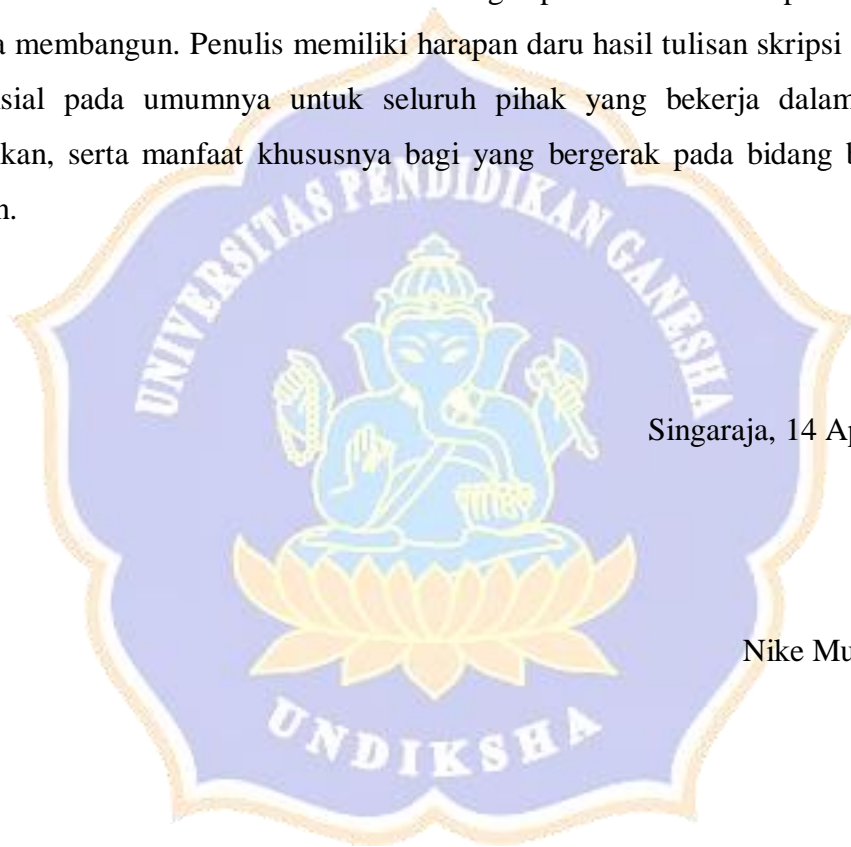 membangun. Penulis memiliki harapan daru hasil tulisan skripsi
sial pada umumnya untuk seluruh pihak yang bekerja dalam
kan, serta manfaat khususnya bagi yang bergerak pada bidang b
UNIVERSITAS PENDIDIKAN GANESHA
Singaraja, 14 Ap
Nike Mu
UNDIKSHA